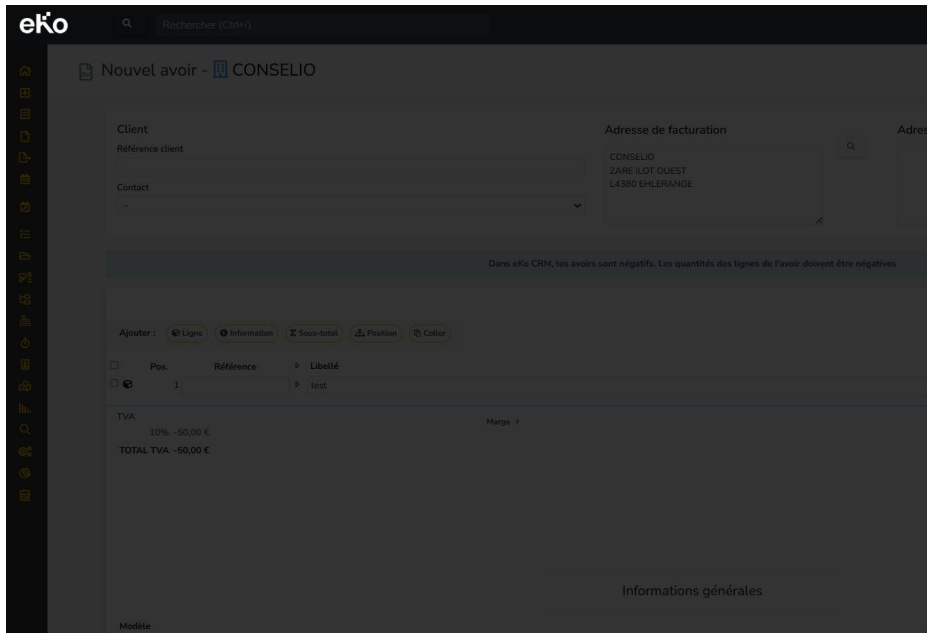 eKo
Rechercher (Ctrl+/)
Nouvel avoir - CONSELIO
Client
Référence client
Contact
--
Adresse de facturation
CONSELIO
ZARE ILOT OUEST
L4380 EHLERANGE
Adres
Dans eKo CRM, les avoirs sont négatifs. Les quantités des lignes de l'avoir doivent être négatives
Ajouter : Ligne Information Sous-total Position Coller
Pos. Référence Libellé
1 test
TVA
10% -50,00 €
TOTAL TVA -50,00 €
Marge >
Informations générales
Modèle